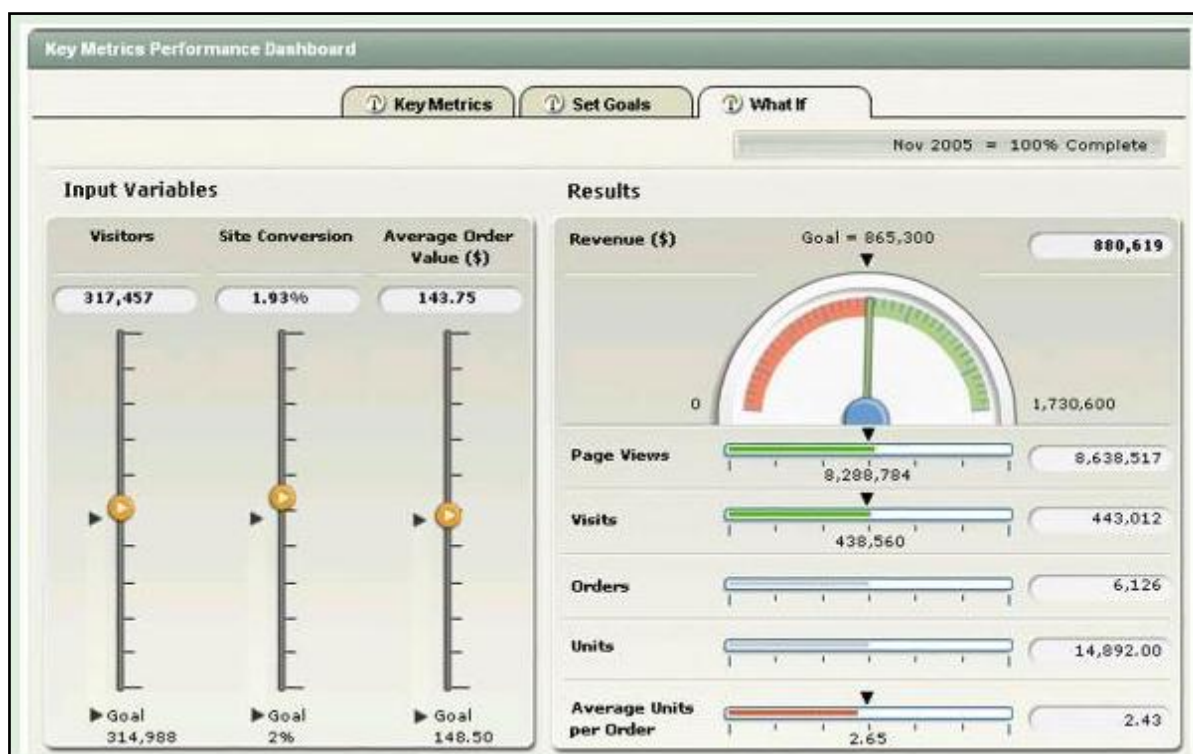 Key Metrics Performance Dashboard
Key Metrics
Set Goals
What If
Nov 2005 = 100% Complete
Input Variables
Visitors
Site Conversion
Average Order
Value ($)
317,457
1.93%
143.75
Goal
314,988
Goal
2%
Goal
148.50
Results
Revenue ($)
Goal = 865,300
880,619
0
1,730,600
Page Views
8,288,784
8,638,517
Visits
438,560
443,012
Orders
6,126
Units
14,892.00
Average Units
per Order
2.65
2.43